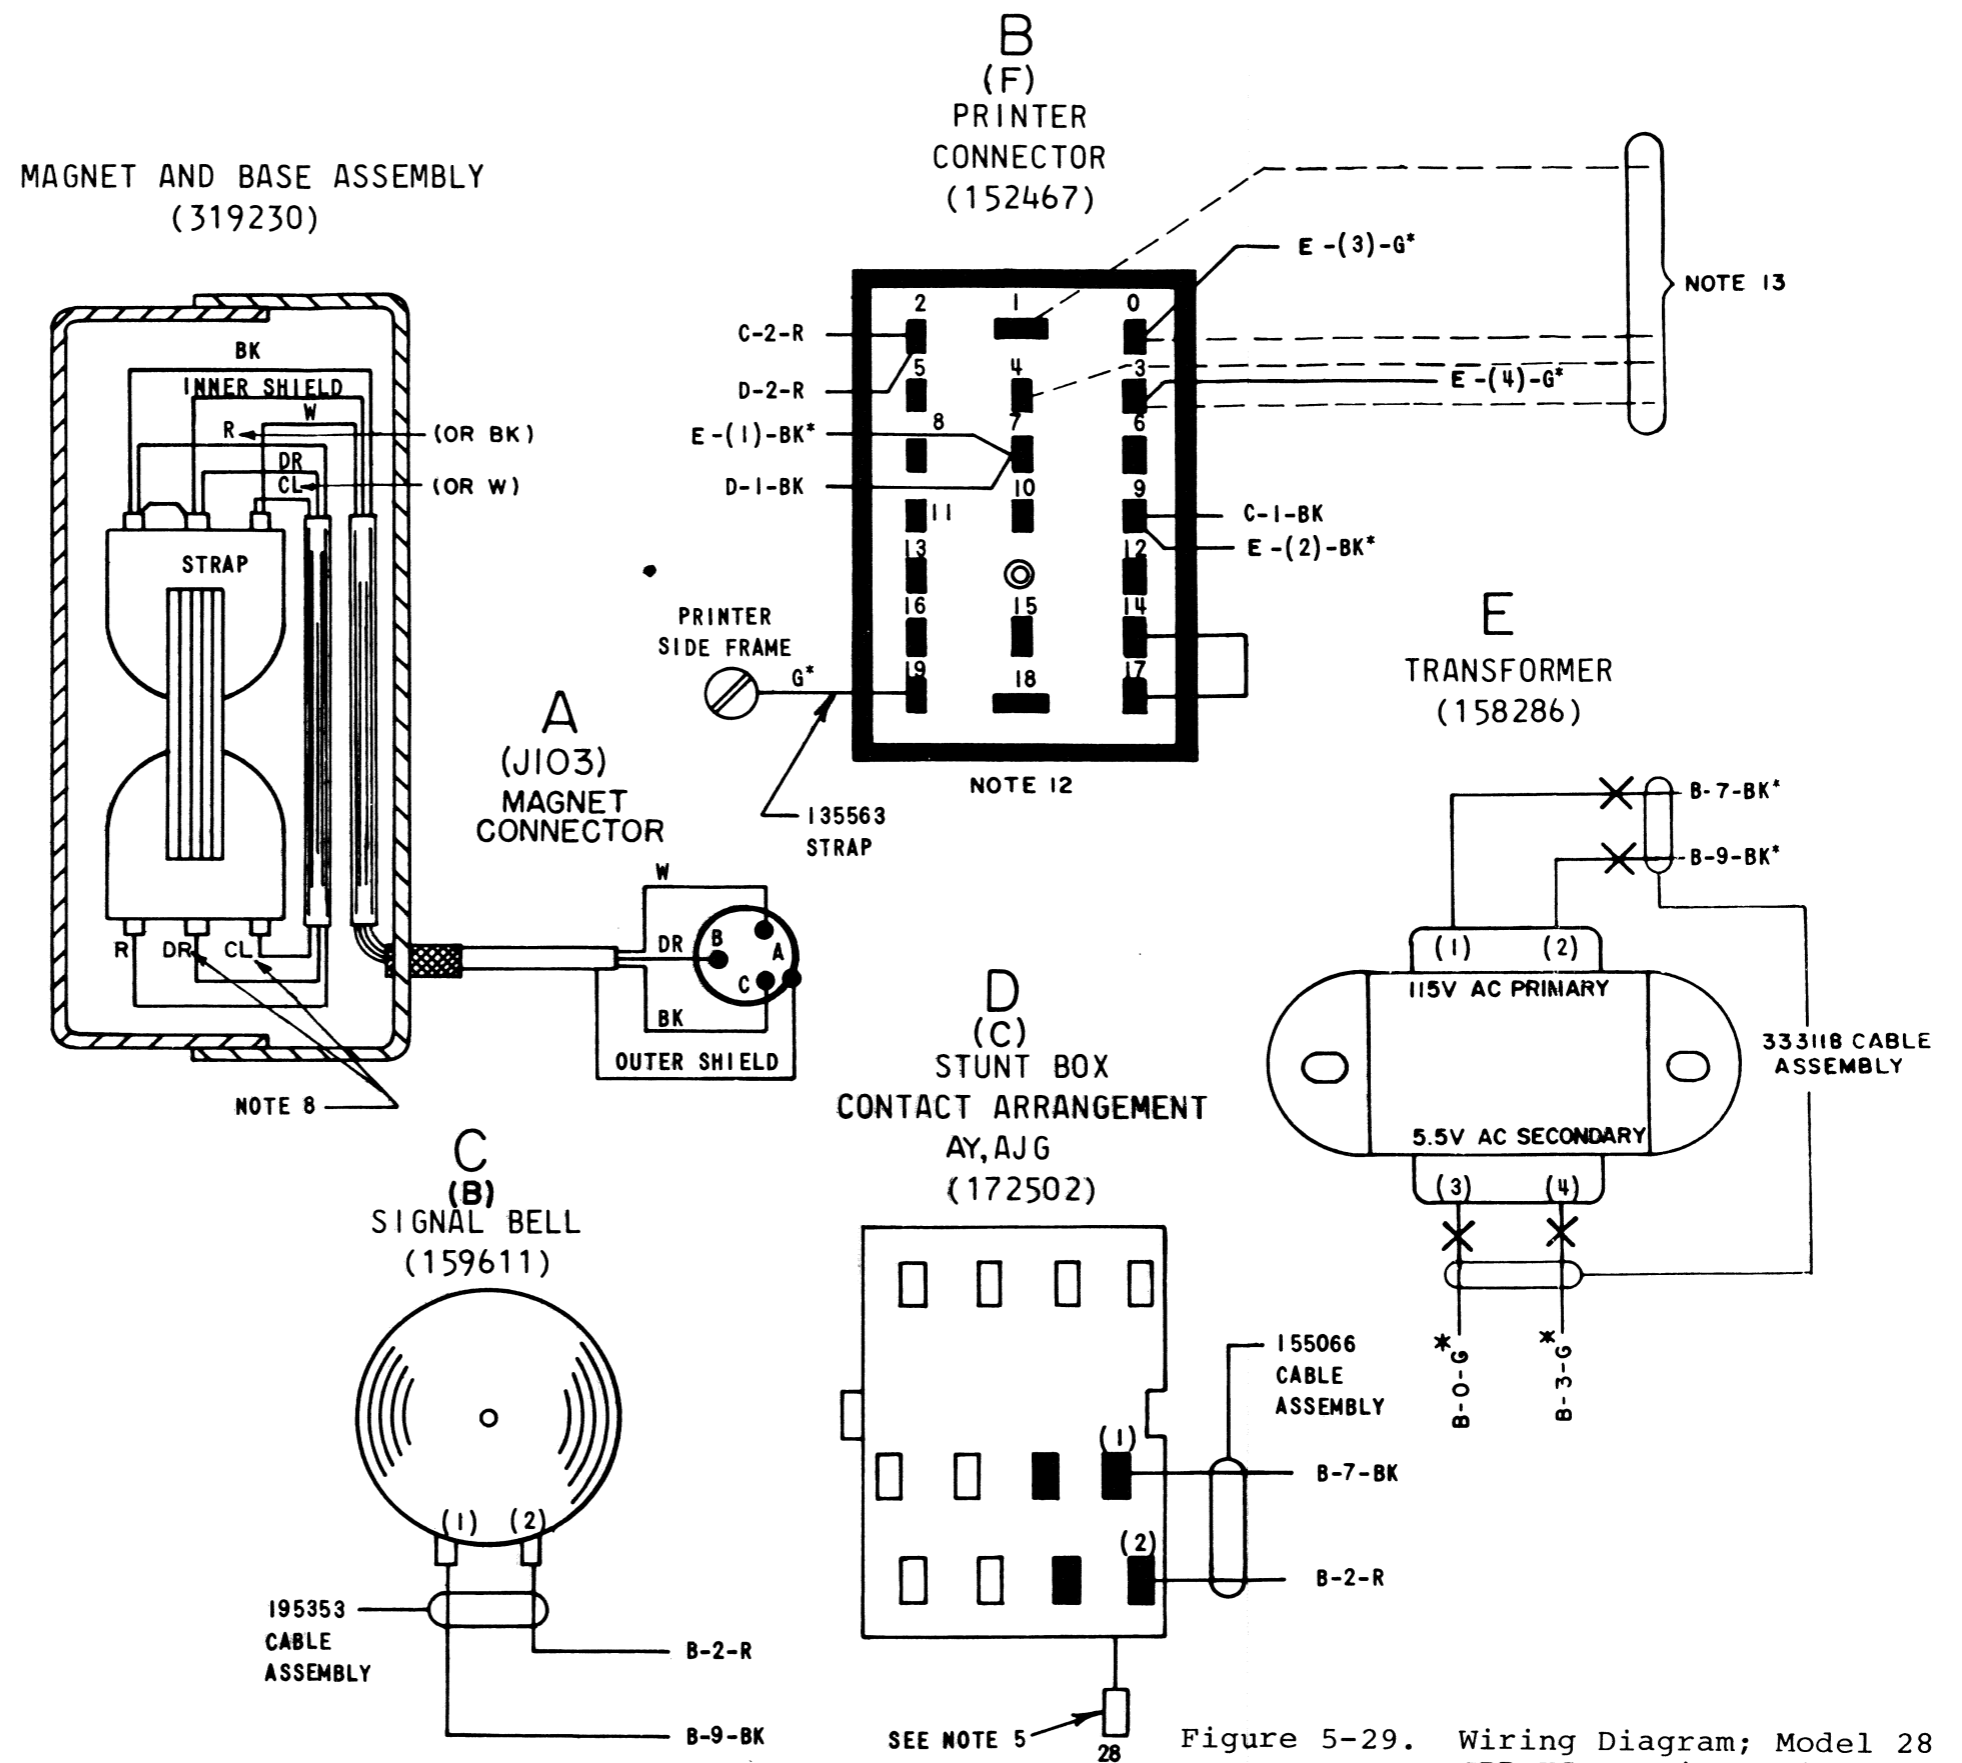 B
(F)
PRINTER
CONNECTOR
(152467)
MAGNET AND BASE ASSEMBLY
(319230)
BK
INNER SHIELD
W
R
(OR BK)
DR
CL
(OR W)
STRAP
R
DR
CL
NOTE 8
A
(J103)
MAGNET
CONNECTOR
W
DR
B
A
C
BK
OUTER SHIELD
C-2-R
D-2-R
E-(1)-BK*
D-1-BK
2
1
0
5
4
3
8
7
6
11
10
9
13
12
16
15
14
19
18
17
E-(3)-G*
NOTE 13
E-(4)-G*
C-1-BK
E-(2)-BK*
PRINTER
SIDE FRAME
G*
135563
STRAP
NOTE 12
E
TRANSFORMER
(158286)
B-7-BK*
B-9-BK*
(1)
(2)
115V AC PRIMARY
333118 CABLE
ASSEMBLY
5.5V AC SECONDARY
(3)
(4)
B-0-G*
B-3-G*
C
(B)
SIGNAL BELL
(159611)
(1)
(2)
195353
CABLE
ASSEMBLY
B-2-R
B-9-BK
D
(C)
STUNT BOX
CONTACT ARRANGEMENT
AY, AJG
(172502)
155066
CABLE
ASSEMBLY
(1)
B-7-BK
(2)
B-2-R
SEE NOTE 5
28
Figure 5-29. Wiring Diagram; Model 28